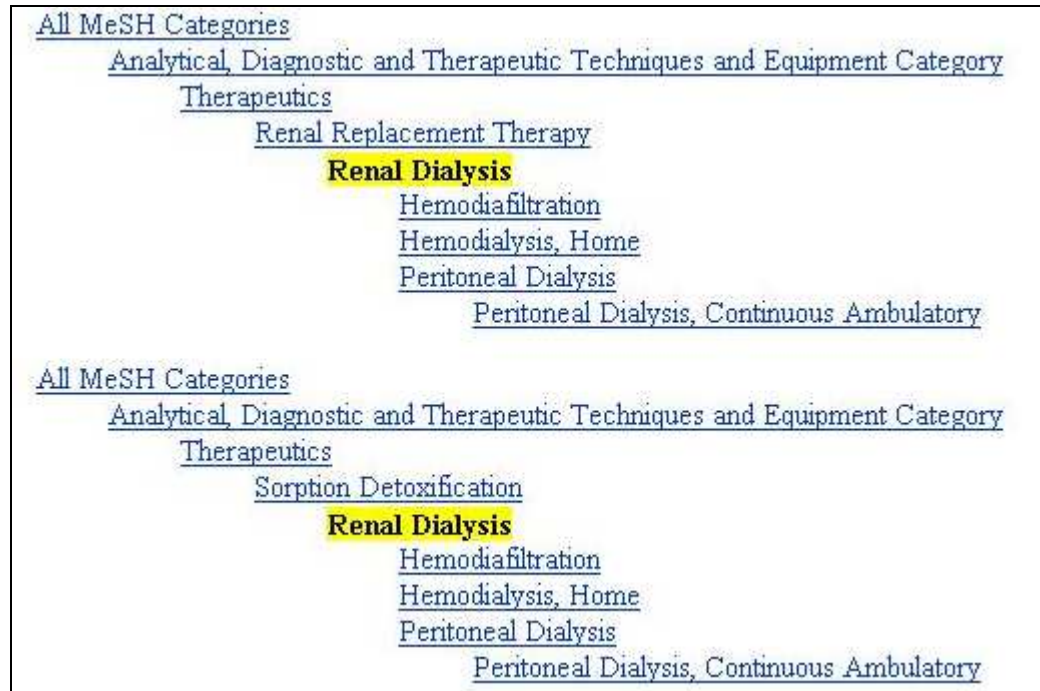 All MeSH Categories
Analytical, Diagnostic and Therapeutic Techniques and Equipment Category
Therapeutics
Renal Replacement Therapy
Renal Dialysis
Hemodiafiltration
Hemodialysis, Home
Peritoneal Dialysis
Peritoneal Dialysis, Continuous Ambulatory
All MeSH Categories
Analytical, Diagnostic and Therapeutic Techniques and Equipment Category
Therapeutics
Sorption Detoxification
Renal Dialysis
Hemodiafiltration
Hemodialysis, Home
Peritoneal Dialysis
Peritoneal Dialysis, Continuous Ambulatory